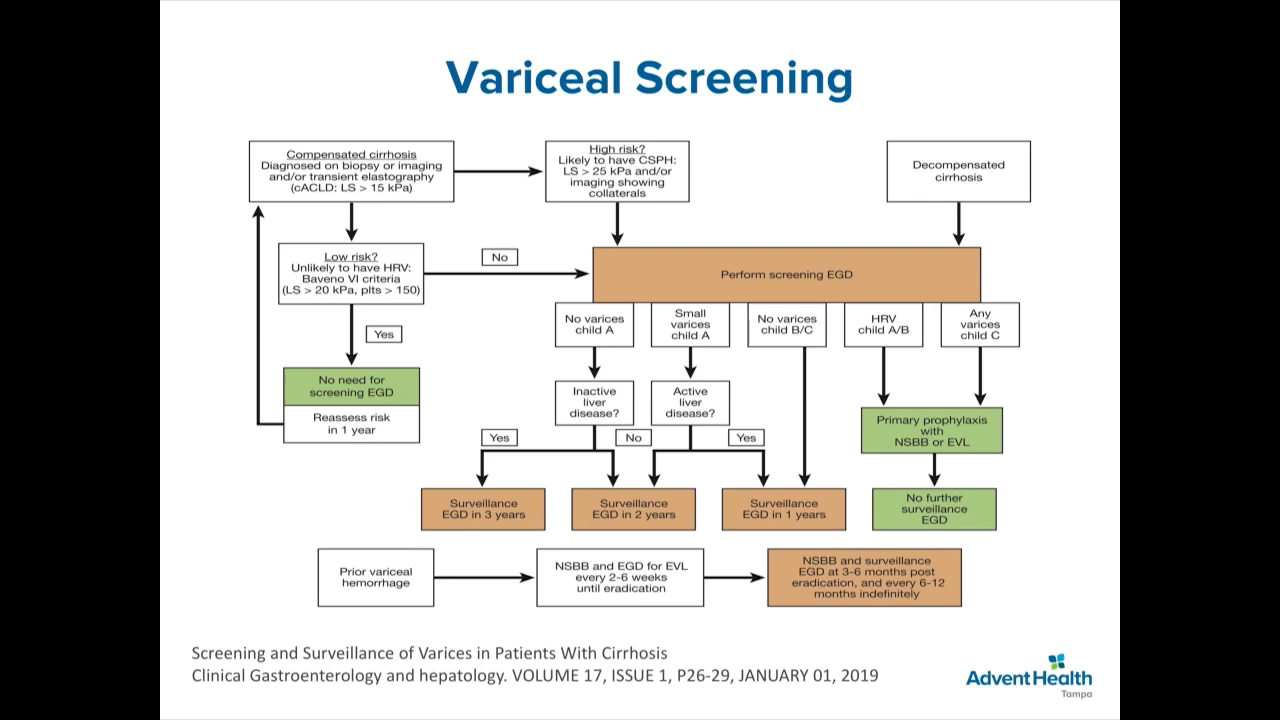 Variceal Screening
Compensated cirrhosis
Diagnosed on biopsy or imaging
and/or transient elastography
(cACLD: LS > 15 kPa)
High risk?
Likely to have CSPH:
LS > 25 kPa and/or
imaging showing
collaterals
Decompensated
cirrhosis
Low risk?
Unlikely to have HRV:
Baveno VI criteria
(LS > 20 kPa, plts > 150)
No
Perform screening EGD
Yes
No need for
screening EGD
Reassess risk
in 1 year
No varices
child A
Small
varices
child A
No varices
child B/C
HRV
child A/B
Any
varices
child C
Inactive
liver
disease?
Active
liver
disease?
Primary prophylaxis
with
NSBB or EVL
Yes
No
Yes
Surveillance
EGD in 3 years
Surveillance
EGD in 2 years
Surveillance
EGD in 1 years
No further
surveillance
EGD
Prior variceal
hemorrhage
NSBB and EGD for EVL
every 2-6 weeks
until eradication
NSBB and surveillance
EGD at 3-6 months post
eradication, and every 6-12
months indefinitely
Screening and Surveillance of Varices in Patients With Cirrhosis
Clinical Gastroenterology and hepatology. VOLUME 17, ISSUE 1, P26-29, JANUARY 01, 2019
Advent Health
Tampa